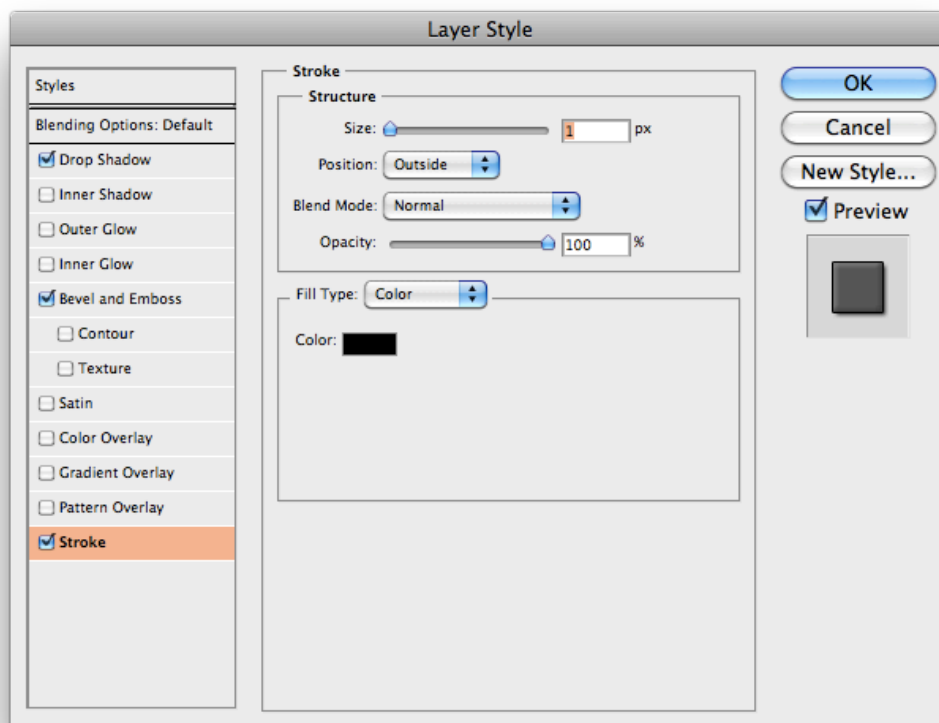 Layer Style
Styles
Blending Options: Default
Drop Shadow
Inner Shadow
Outer Glow
Inner Glow
Bevel and Emboss
Contour
Texture
Satin
Color Overlay
Gradient Overlay
Pattern Overlay
Stroke
Stroke
Structure
Size: 1 px
Position: Outside
Blend Mode: Normal
Opacity: 100 %
Fill Type: Color
Color:
OK
Cancel
New Style...
Preview